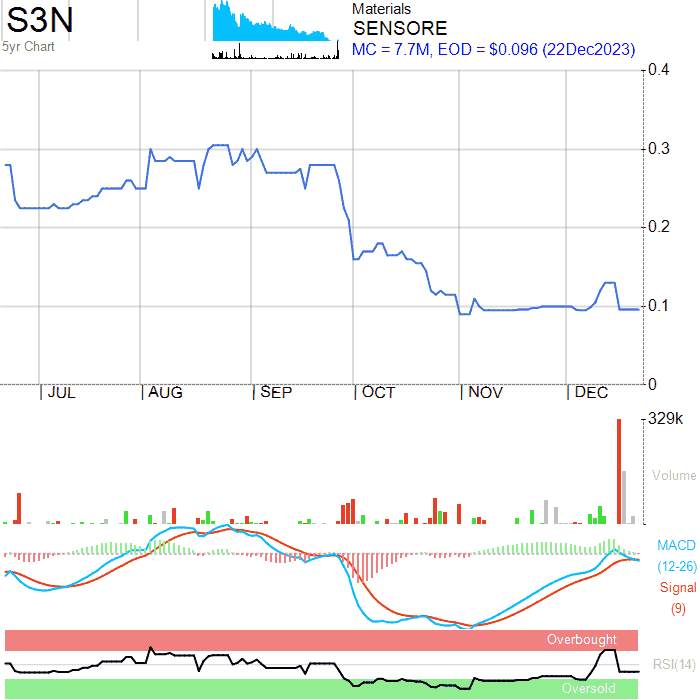 S3N
5yr Chart
Materials
SENSORE
MC = 7.7M, EOD = $0.096 (22Dec2023)
0.4
0.3
0.2
0.1
0
JUL AUG SEP OCT NOV DEC
329k
Volume
MACD
(12-26)
Signal
(9)
Overbought
RSI(14)
Oversold